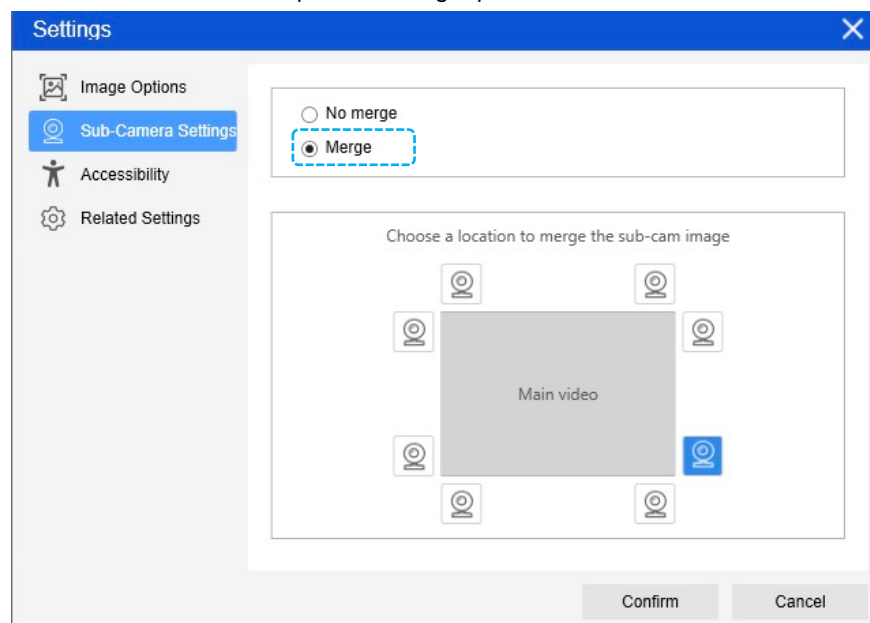 Settings
Image Options
Sub-Camera Settings
Accessibility
Related Settings
No merge
Merge
Choose a location to merge the sub-cam image
Main video
Confirm
Cancel